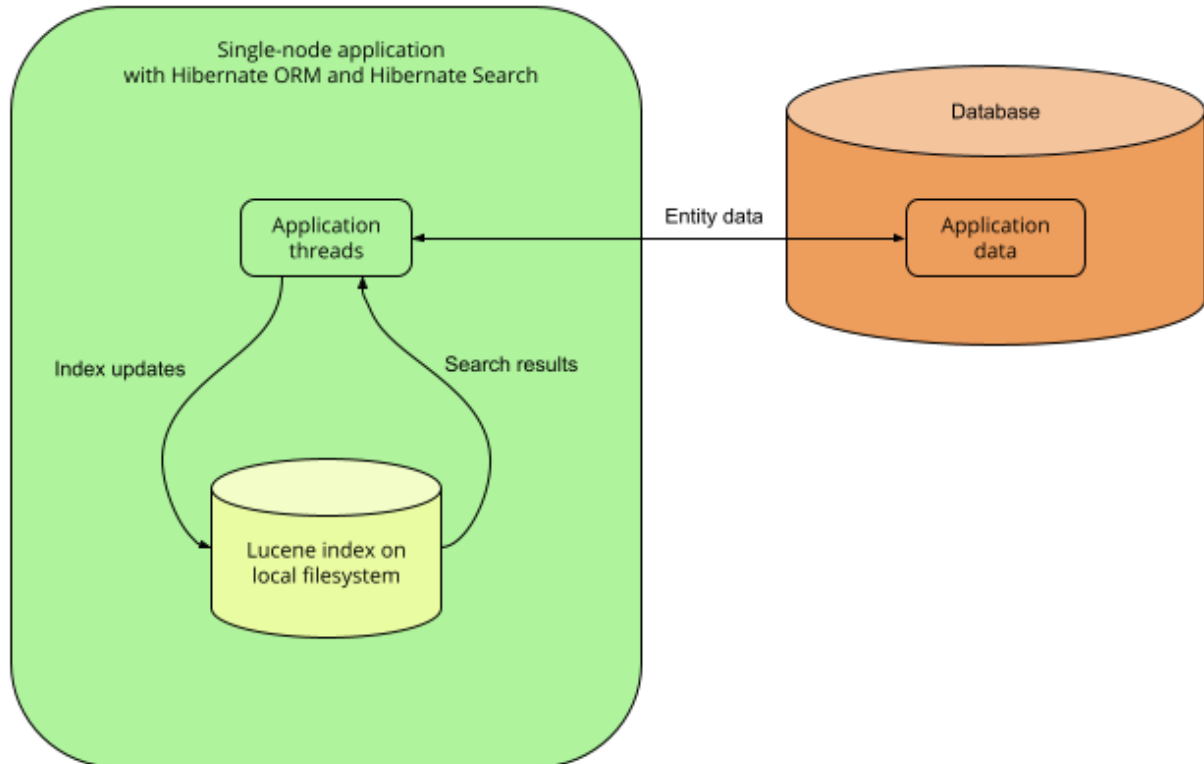 Single-node application
with Hibernate ORM and Hibernate Search
Database
Entity data
Application
threads
Application
data
Index updates
Search results
Lucene index on
local filesystem